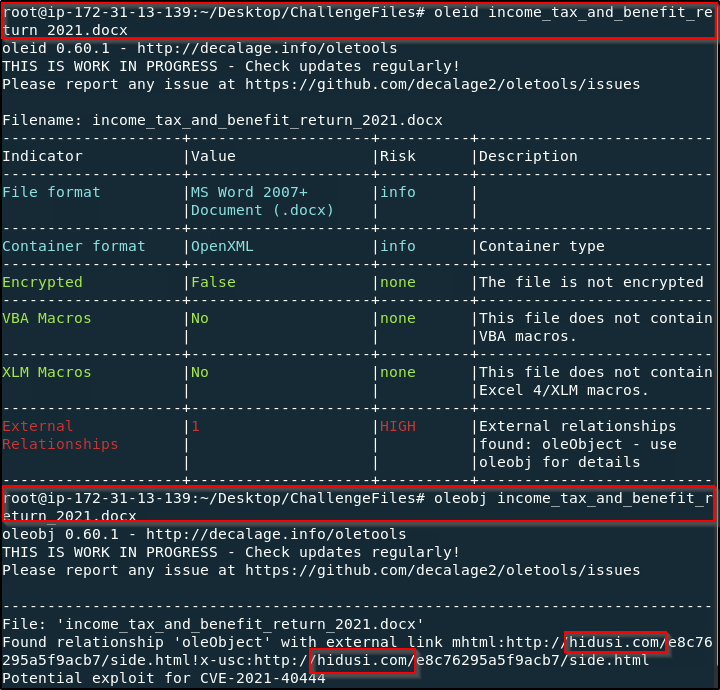 root@ip-172-31-13-139:~/Desktop/ChallengeFiles# oleid income_tax_and_benefit_re
turn_2021.docx
oleid 0.60.1 - http://decalage.info/oletools
THIS IS WORK IN PROGRESS - Check updates regularly!
Please report any issue at https://github.com/decalage2/oletools/issues

Filename: income_tax_and_benefit_return_2021.docx
--------------------+--------------------+----------+--------------------------
Indicator           |Value               |Risk      |Description
--------------------+--------------------+----------+--------------------------
File format         |MS Word 2007+       |info      |
                    |Document (.docx)    |          |
--------------------+--------------------+----------+--------------------------
Container format    |OpenXML             |info      |Container type
--------------------+--------------------+----------+--------------------------
Encrypted           |False               |none      |The file is not encrypted
--------------------+--------------------+----------+--------------------------
VBA Macros          |No                  |none      |This file does not contain
                    |                    |          |VBA macros.
--------------------+--------------------+----------+--------------------------
XLM Macros          |No                  |none      |This file does not contain
                    |                    |          |Excel 4/XLM macros.
--------------------+--------------------+----------+--------------------------
External            |1                   |HIGH      |External relationships
Relationships       |                    |          |found: oleObject - use
                    |                    |          |oleobj for details
--------------------+--------------------+----------+--------------------------
root@ip-172-31-13-139:~/Desktop/ChallengeFiles# oleobj income_tax_and_benefit_r
eturn_2021.docx
oleobj 0.60.1 - http://decalage.info/oletools
THIS IS WORK IN PROGRESS - Check updates regularly!
Please report any issue at https://github.com/decalage2/oletools/issues

-------------------------------------------------------------------------------
File: 'income_tax_and_benefit_return_2021.docx'
Found relationship 'oleObject' with external link mhtml:http://hidusi.com/e8c76
295a5f9acb7/side.html!x-usc:http://hidusi.com/e8c76295a5f9acb7/side.html
Potential exploit for CVE-2021-40444